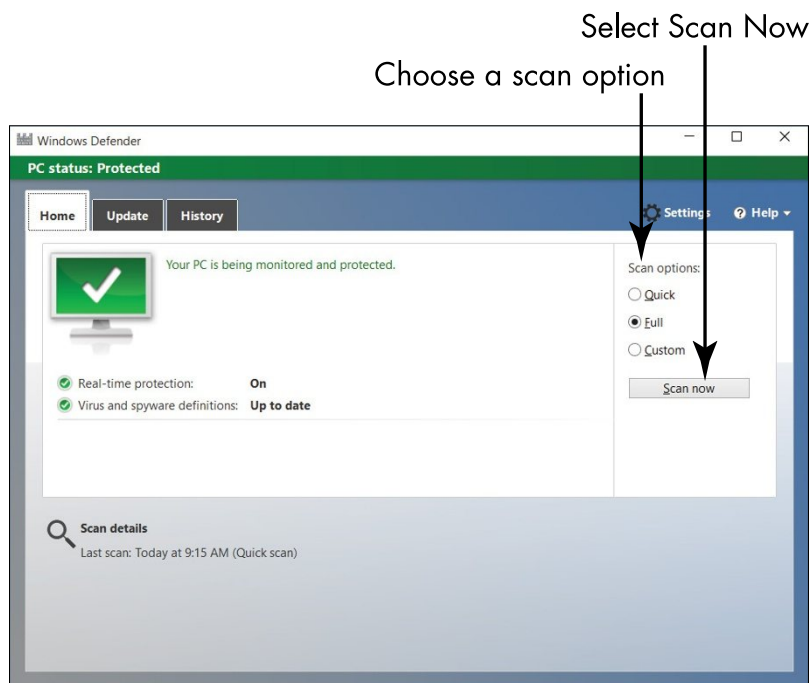 Select Scan Now
Choose a scan option
Windows Defender
PC status: Protected
Home
Update
History
Settings
Help
Your PC is being monitored and protected.
Scan options:
Quick
Full
Custom
Scan now
Real-time protection: On
Virus and spyware definitions: Up to date
Scan details
Last scan: Today at 9:15 AM (Quick scan)